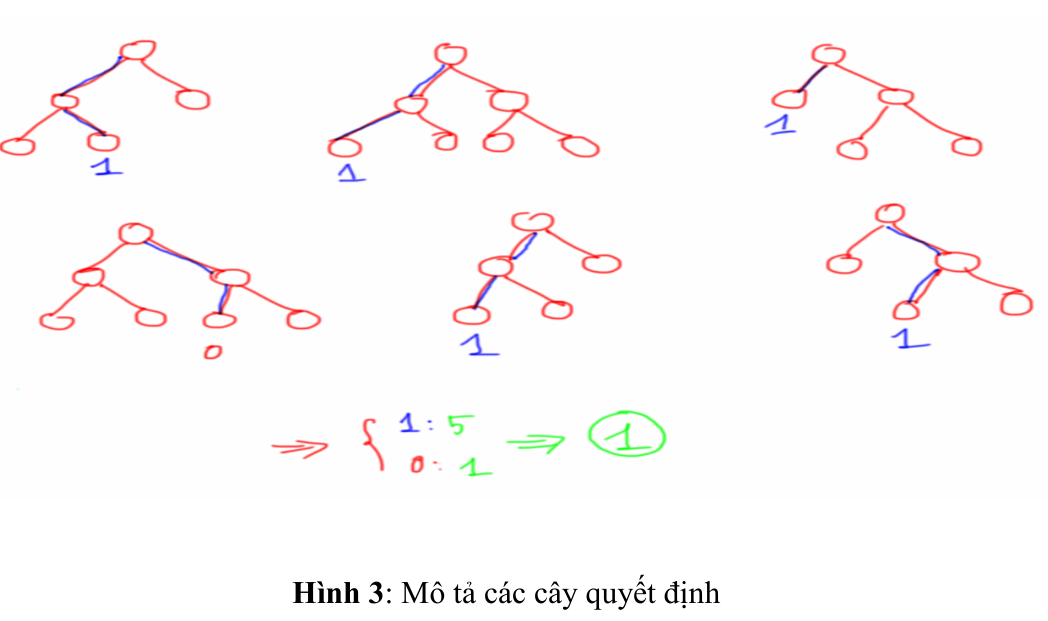 1 1 1
0 1 1
⇒ { 1: 5 ⇒ 1
0: 1
Hình 3: Mô tả các cây quyết định